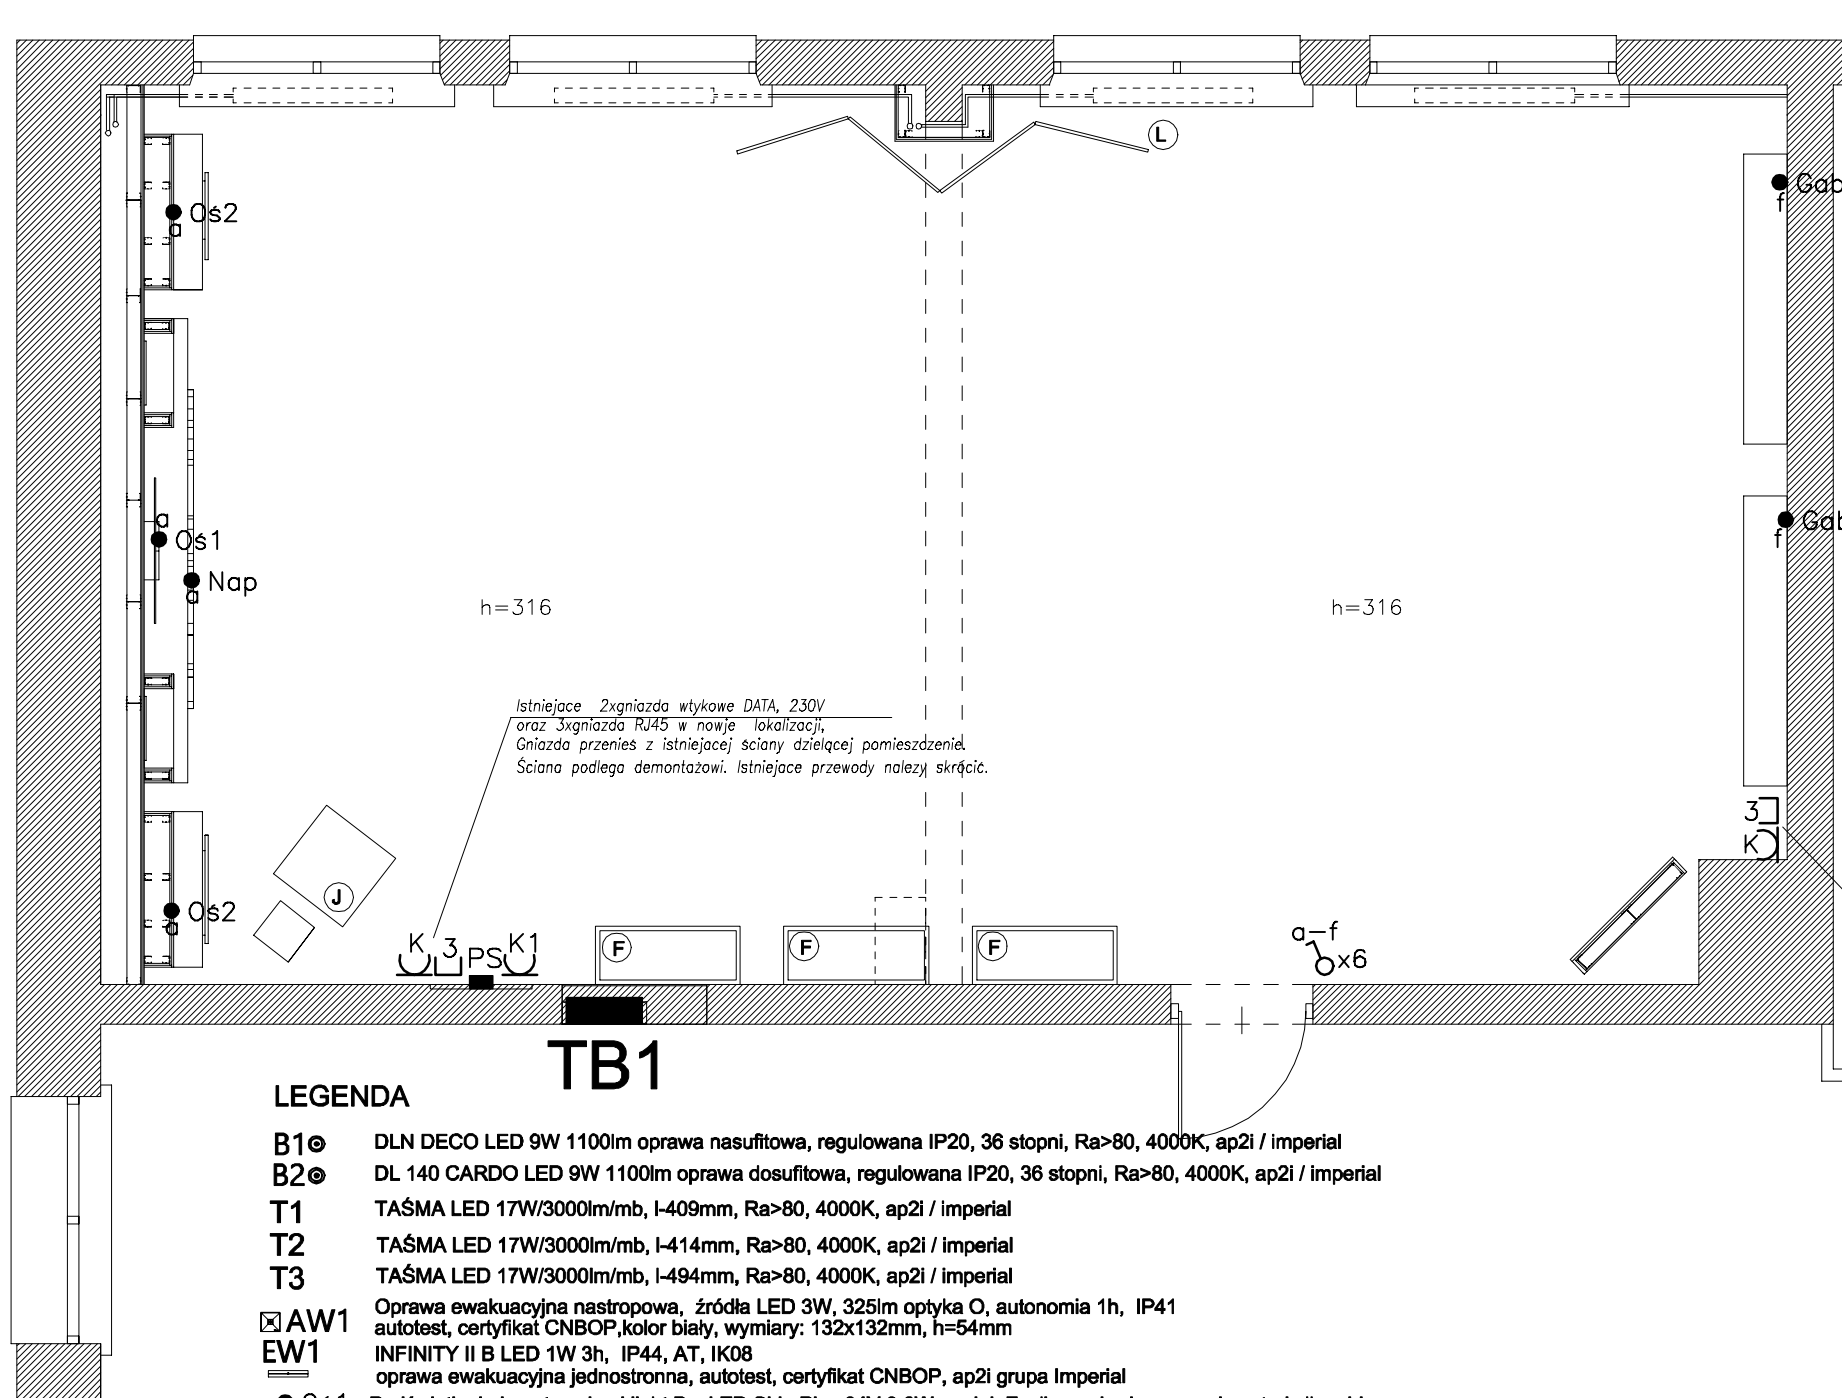 L
Gab
f
Oś2
a
a
Oś1
Gab
f
Nap
a
h=316
h=316
Istniejace 2xgniazda wtykowe DATA, 230V
oraz 3xgniazda RJ45 w nowje lokalizacji,
Gniazda przenieś z istniejacej ściany dzielącej pomieszczenie.
Ściana podlega demontażowi. Istniejace przewody nalezy skrócić.
3
K
J
Oś2
a
K 3 PS K1
F
F
F
a-f
x6
TB1
LEGENDA
B1 DLN DECO LED 9W 1100lm oprawa nasufitowa, regulowana IP20, 36 stopni, Ra>80, 4000K, ap2i / imperial
B2 DL 140 CARDO LED 9W 1100lm oprawa dosufitowa, regulowana IP20, 36 stopni, Ra>80, 4000K, ap2i / imperial
T1 TAŚMA LED 17W/3000lm/mb, l-409mm, Ra>80, 4000K, ap2i / imperial
T2 TAŚMA LED 17W/3000lm/mb, l-414mm, Ra>80, 4000K, ap2i / imperial
T3 TAŚMA LED 17W/3000lm/mb, l-494mm, Ra>80, 4000K, ap2i / imperial
AW1 Oprawa ewakuacyjna nastropowa, źródła LED 3W, 325lm optyka O, autonomia 1h, IP41
autotest, certyfikat CNBOP,kolor biały, wymiary: 132x132mm, h=54mm
EW1 INFINITY II B LED 1W 3h, IP44, AT, IK08
oprawa ewakuacyjna jednostronna, autotest, certyfikat CNBOP, ap2i grupa Imperial